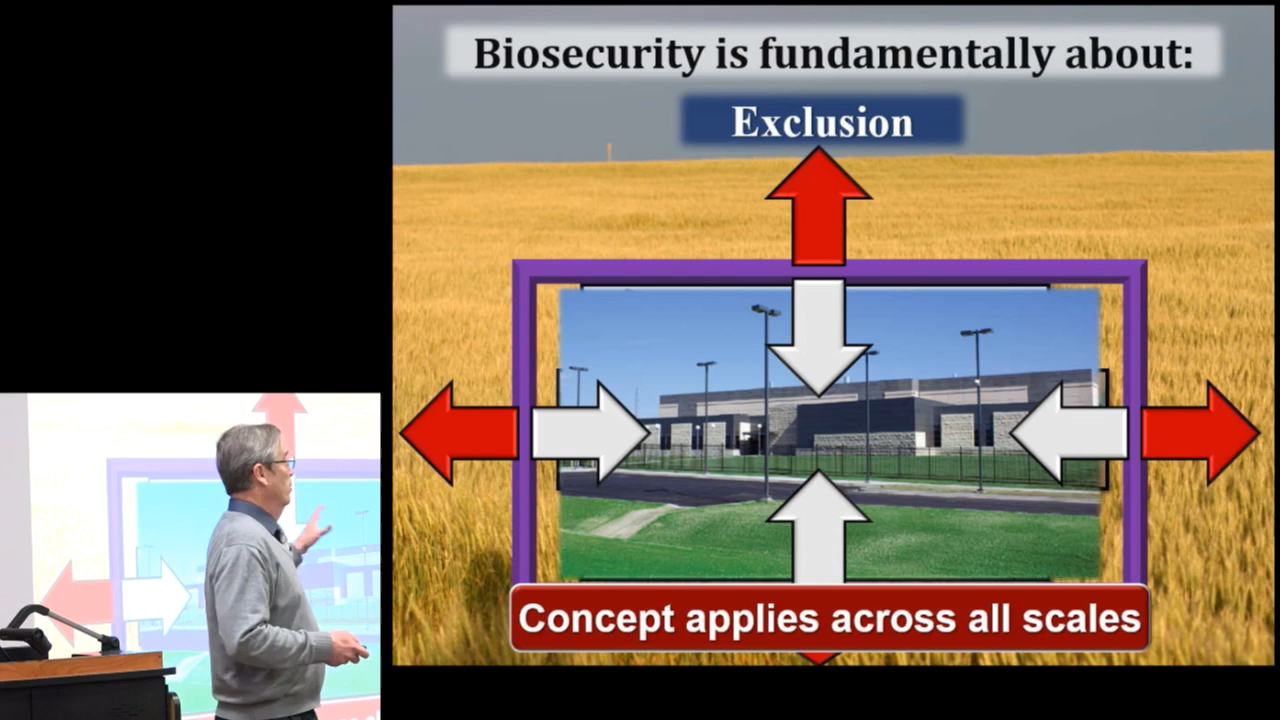 Biosecurity is fundamentally about:
Exclusion
Concept applies across all scales